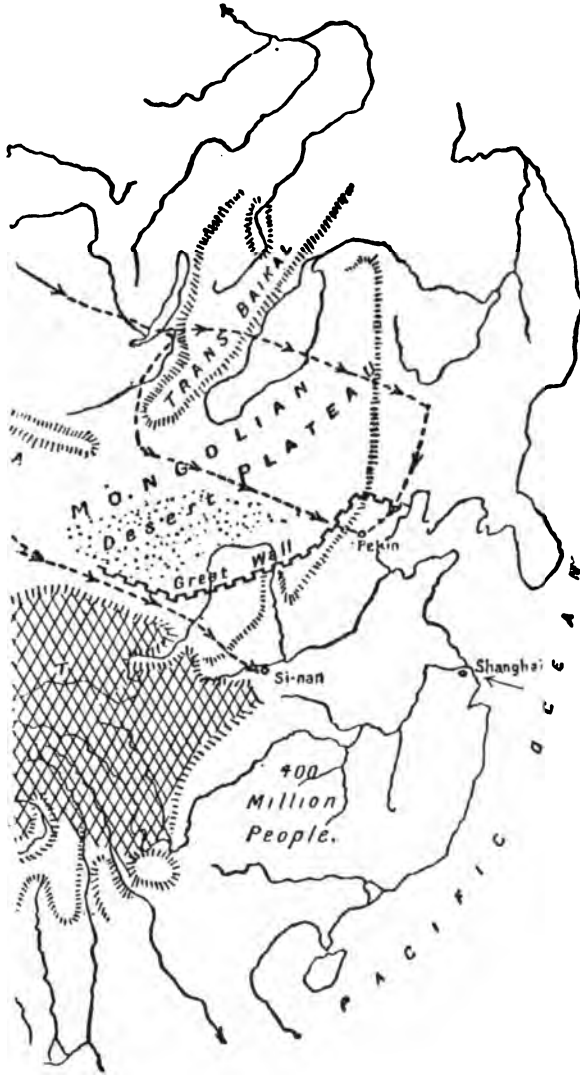 TRANS BAIKAL
MONGOLIAN
PLATEAU
A
Desert
Great Wall
Pekin
T
Si-nan
Shanghai
400
Million
People.
PACIFIC
OCEAN